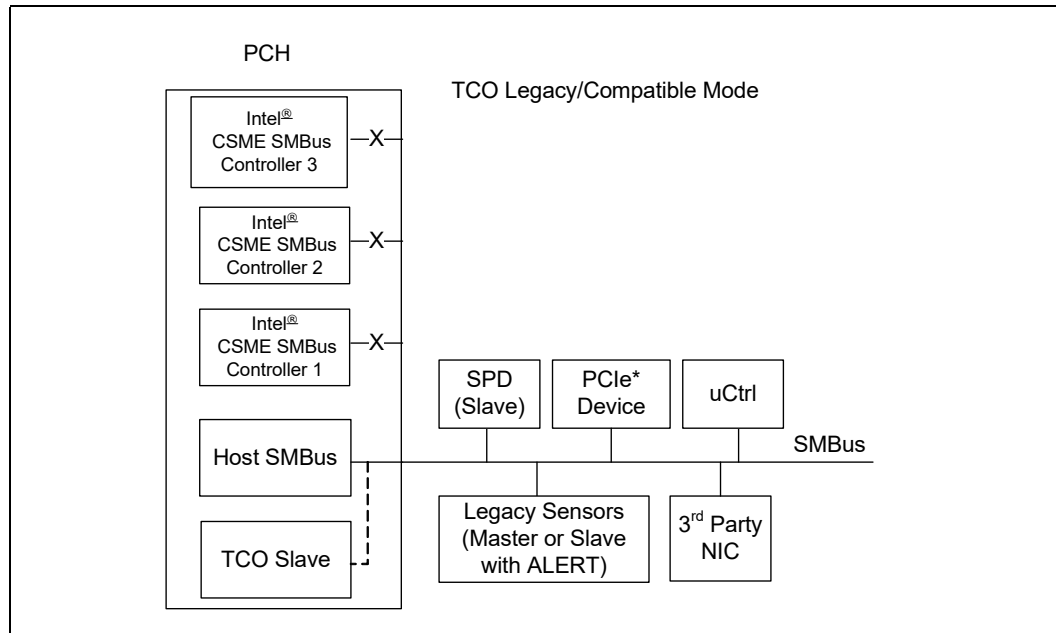 PCH
TCO Legacy/Compatible Mode
Intel®
CSME SMBus
Controller 3
X
Intel®
CSME SMBus
Controller 2
X
Intel®
CSME SMBus
Controller 1
X
SPD
(Slave)
PCIe*
Device
uCtrl
Host SMBus
SMBus
Legacy Sensors
(Master or Slave
with ALERT)
3rd Party
NIC
TCO Slave